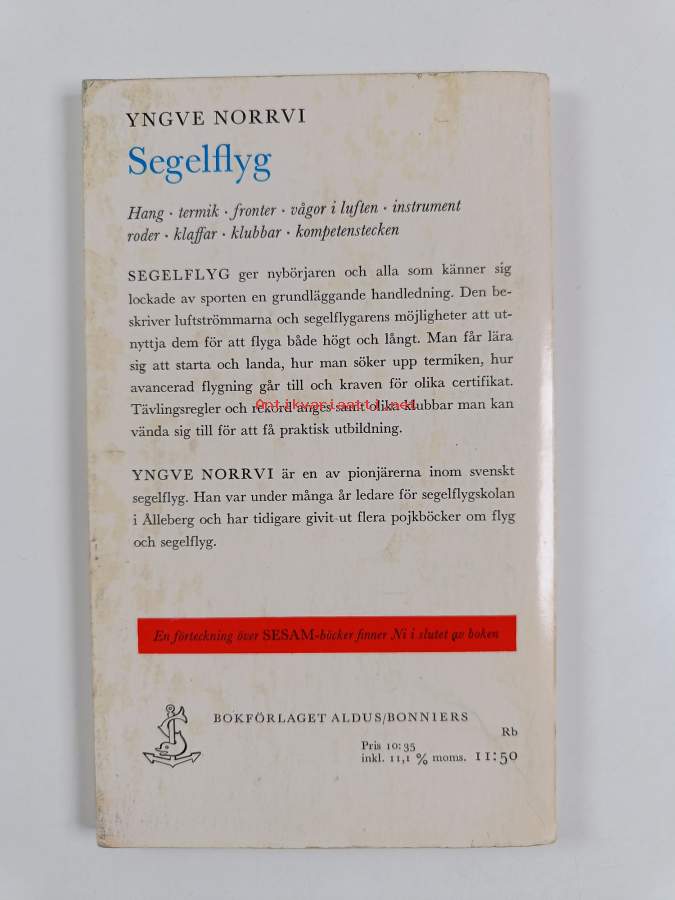 YNGVE NORRVI
Segelflyg
Hang · termik · fronter · vågor i luften · instrument
roder · klaffar · klubbar · kompetenstecken
SEGELFLYG ger nybörjaren och alla som känner sig
lockade av sporten en grundläggande handledning. Den be-
skriver luftströmmarna och segelflygarens möjligheter att ut-
nyttja dem för att flyga både högt och långt. Man får lära
sig att starta och landa, hur man söker upp termiken, hur
avancerad flygning går till och kraven för olika certifikat.
Tävlingsregler och rekord anges samt olika klubbar man kan
Antikvariaatti.net
vända sig till för att få praktisk utbildning.
YNGVE NORRVI är en av pionjärerna inom svenskt
segelflyg. Han var under många år ledare för segelflygskolan
i Ålleberg och har tidigare givit ut flera pojkböcker om flyg
och segelflyg.
En förteckning över SESAM-böcker finner Ni i slutet av boken
BOKFÖRLAGET ALDUS/BONNIERS
Rb
Pris 10:35
inkl. 11,1 % moms. 11:50